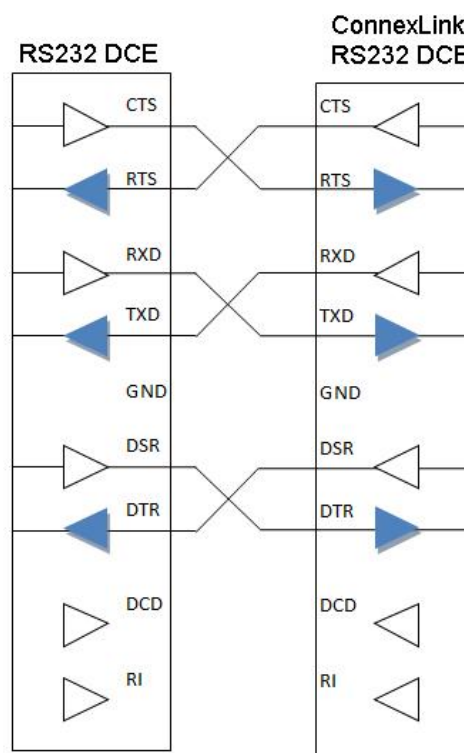 RS232 DCE
ConnexLink
RS232 DCE
CTS
CTS
RTS
RTS
RXD
RXD
TXD
TXD
GND
GND
DSR
DSR
DTR
DTR
DCD
DCD
RI
RI